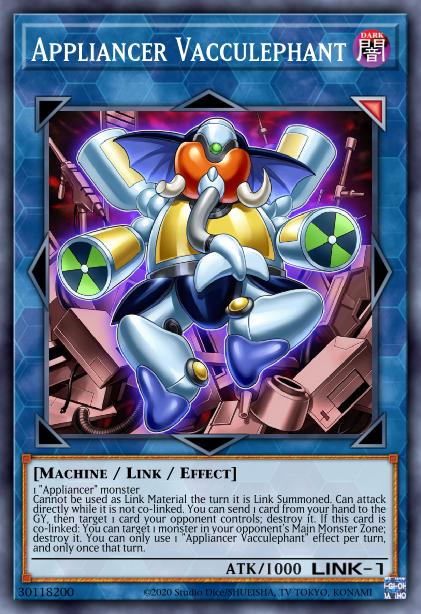 APPLIANCER VACCULEPHANT
DARK
闇
[MACHINE / LINK / EFFECT]
1 "Appliancer" monster
Cannot be used as Link Material the turn it is Link Summoned. Can attack
directly while it is not co-linked. You can send 1 card from your hand to the
GY, then target 1 card your opponent controls; destroy it. If this card is
co-linked: You can target 1 monster in your opponent's Main Monster Zone;
destroy it. You can only use 1 "Appliancer Vacculephant" effect per turn,
and only once that turn.
ATK/1000 LINK-1
30118200 ©2020 Studio Dice/SHUEISHA, TV TOKYO, KONAMI